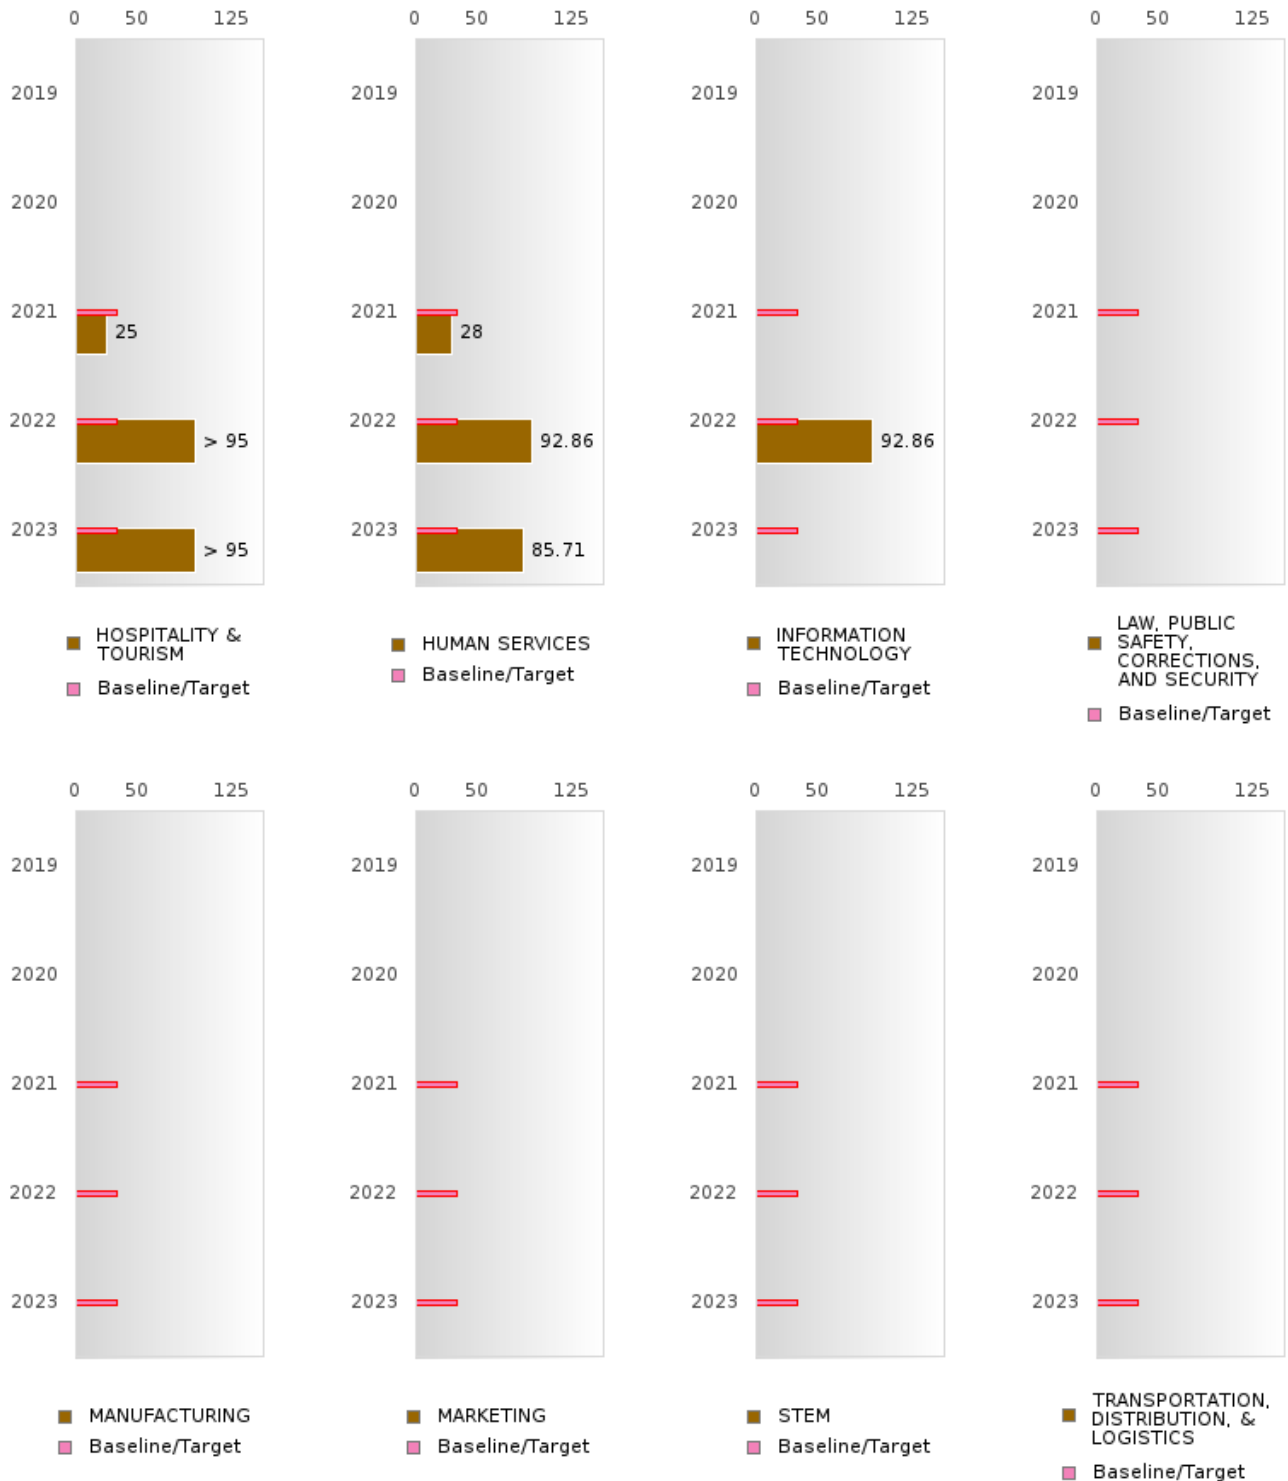 0 50 125 0 50 125 0 50 125 0 50 125
2019 2019 2019 2019
2020 2020 2020 2020
2021 2021 2021 2021
25 28
2022 2022 2022 2022
> 95 92.86 92.86
2023 2023 2023 2023
> 95 85.71
HOSPITALITY &
TOURISM
Baseline/Target
HUMAN SERVICES
Baseline/Target
INFORMATION
TECHNOLOGY
Baseline/Target
LAW, PUBLIC
SAFETY,
CORRECTIONS,
AND SECURITY
Baseline/Target
0 50 125 0 50 125 0 50 125 0 50 125
2019 2019 2019 2019
2020 2020 2020 2020
2021 2021 2021 2021
2022 2022 2022 2022
2023 2023 2023 2023
MANUFACTURING
Baseline/Target
MARKETING
Baseline/Target
STEM
Baseline/Target
TRANSPORTATION,
DISTRIBUTION, &
LOGISTICS
Baseline/Target